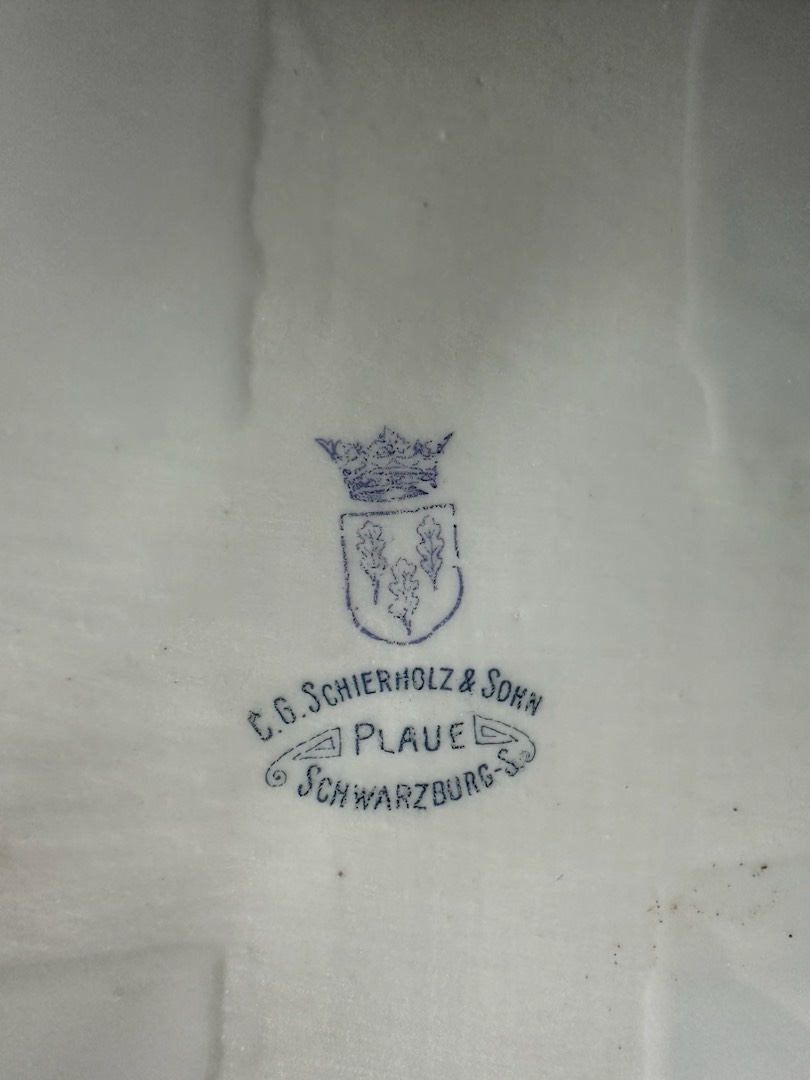 C.G. SCHIERHOLZ & SOHN
PLAUE
SCHWARZBURG-S.